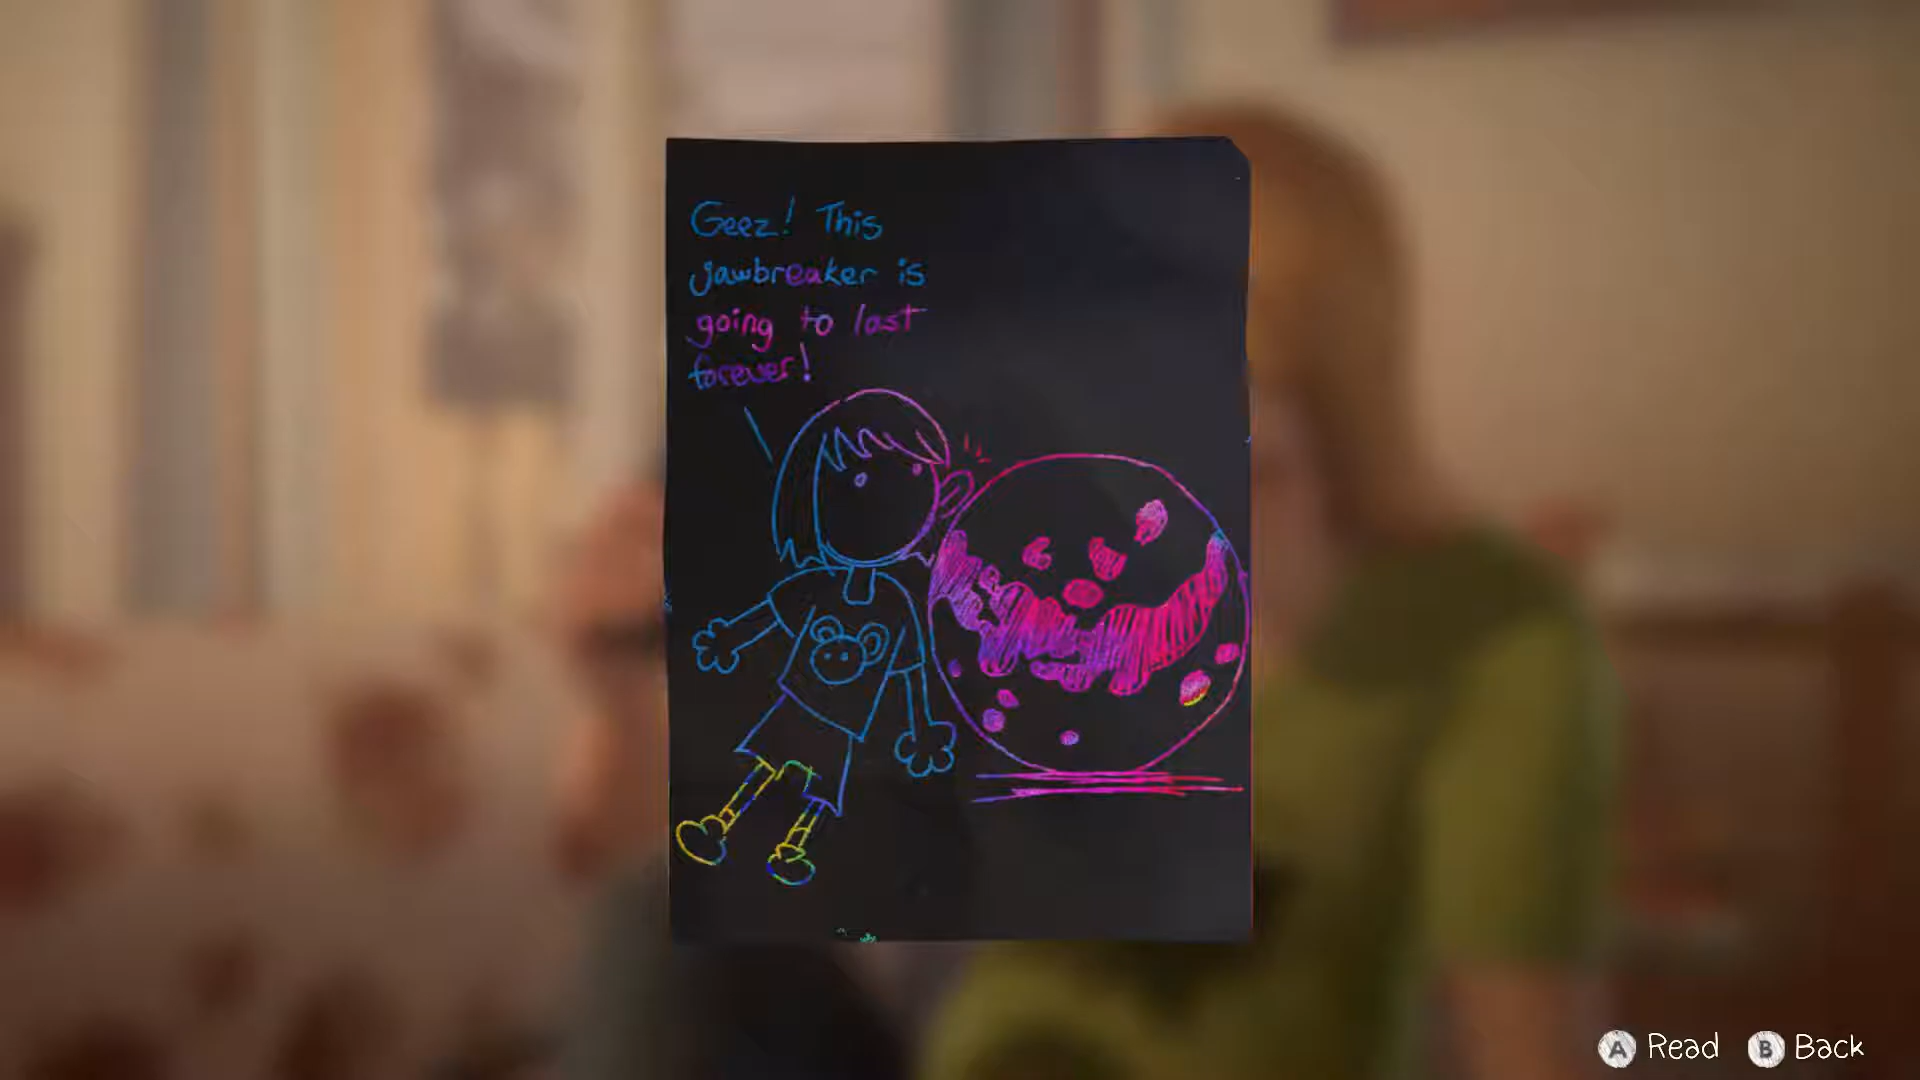 Geez! This
jawbreaker is
going to last
forever!
A Read B Back